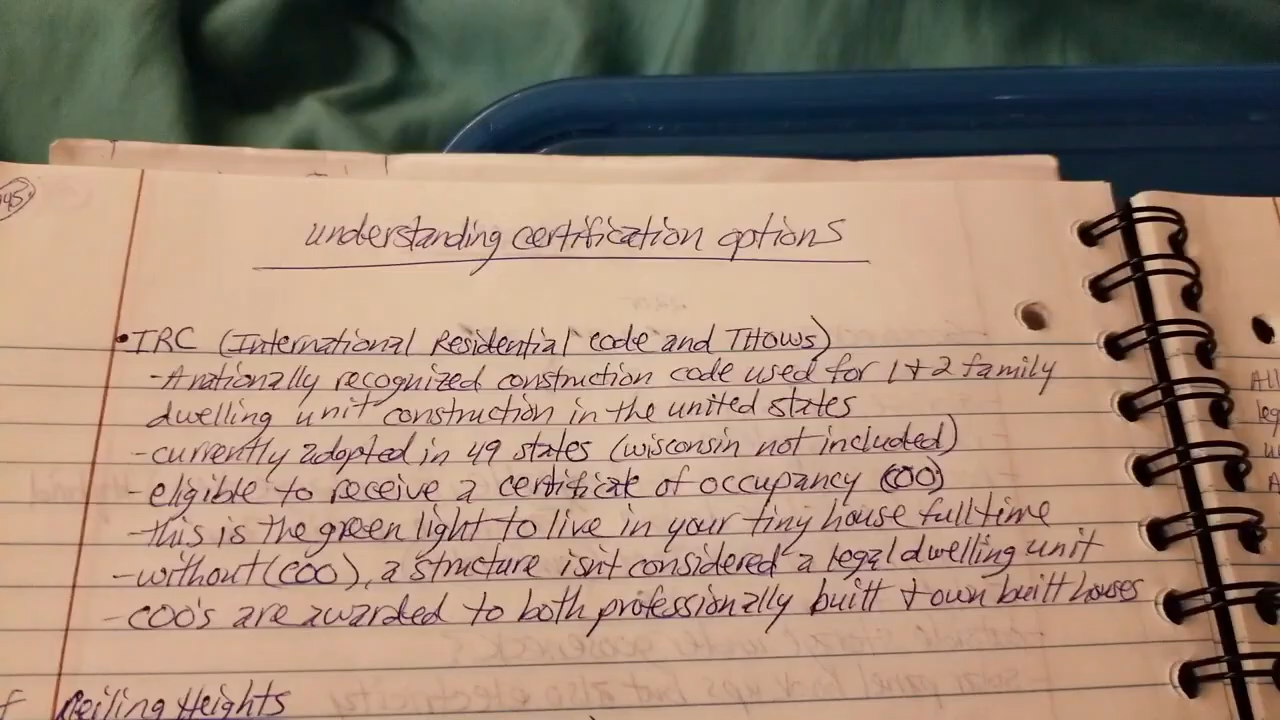 45
understanding certification options
•IRC (International Residential code and THOWS)
-A nationally recognized construction code used for 1 & 2 family
dwelling unit construction in the united states
-currently adopted in 49 states (wisconsin not included)
-eligible to receive a certificate of occupancy (COO)
-this is the green light to live in your tiny house fulltime
-without (COO), a structure isn't considered a legal dwelling unit
-COO's are awarded to both professionally built & own built houses
f Ceiling Heights
All
leg